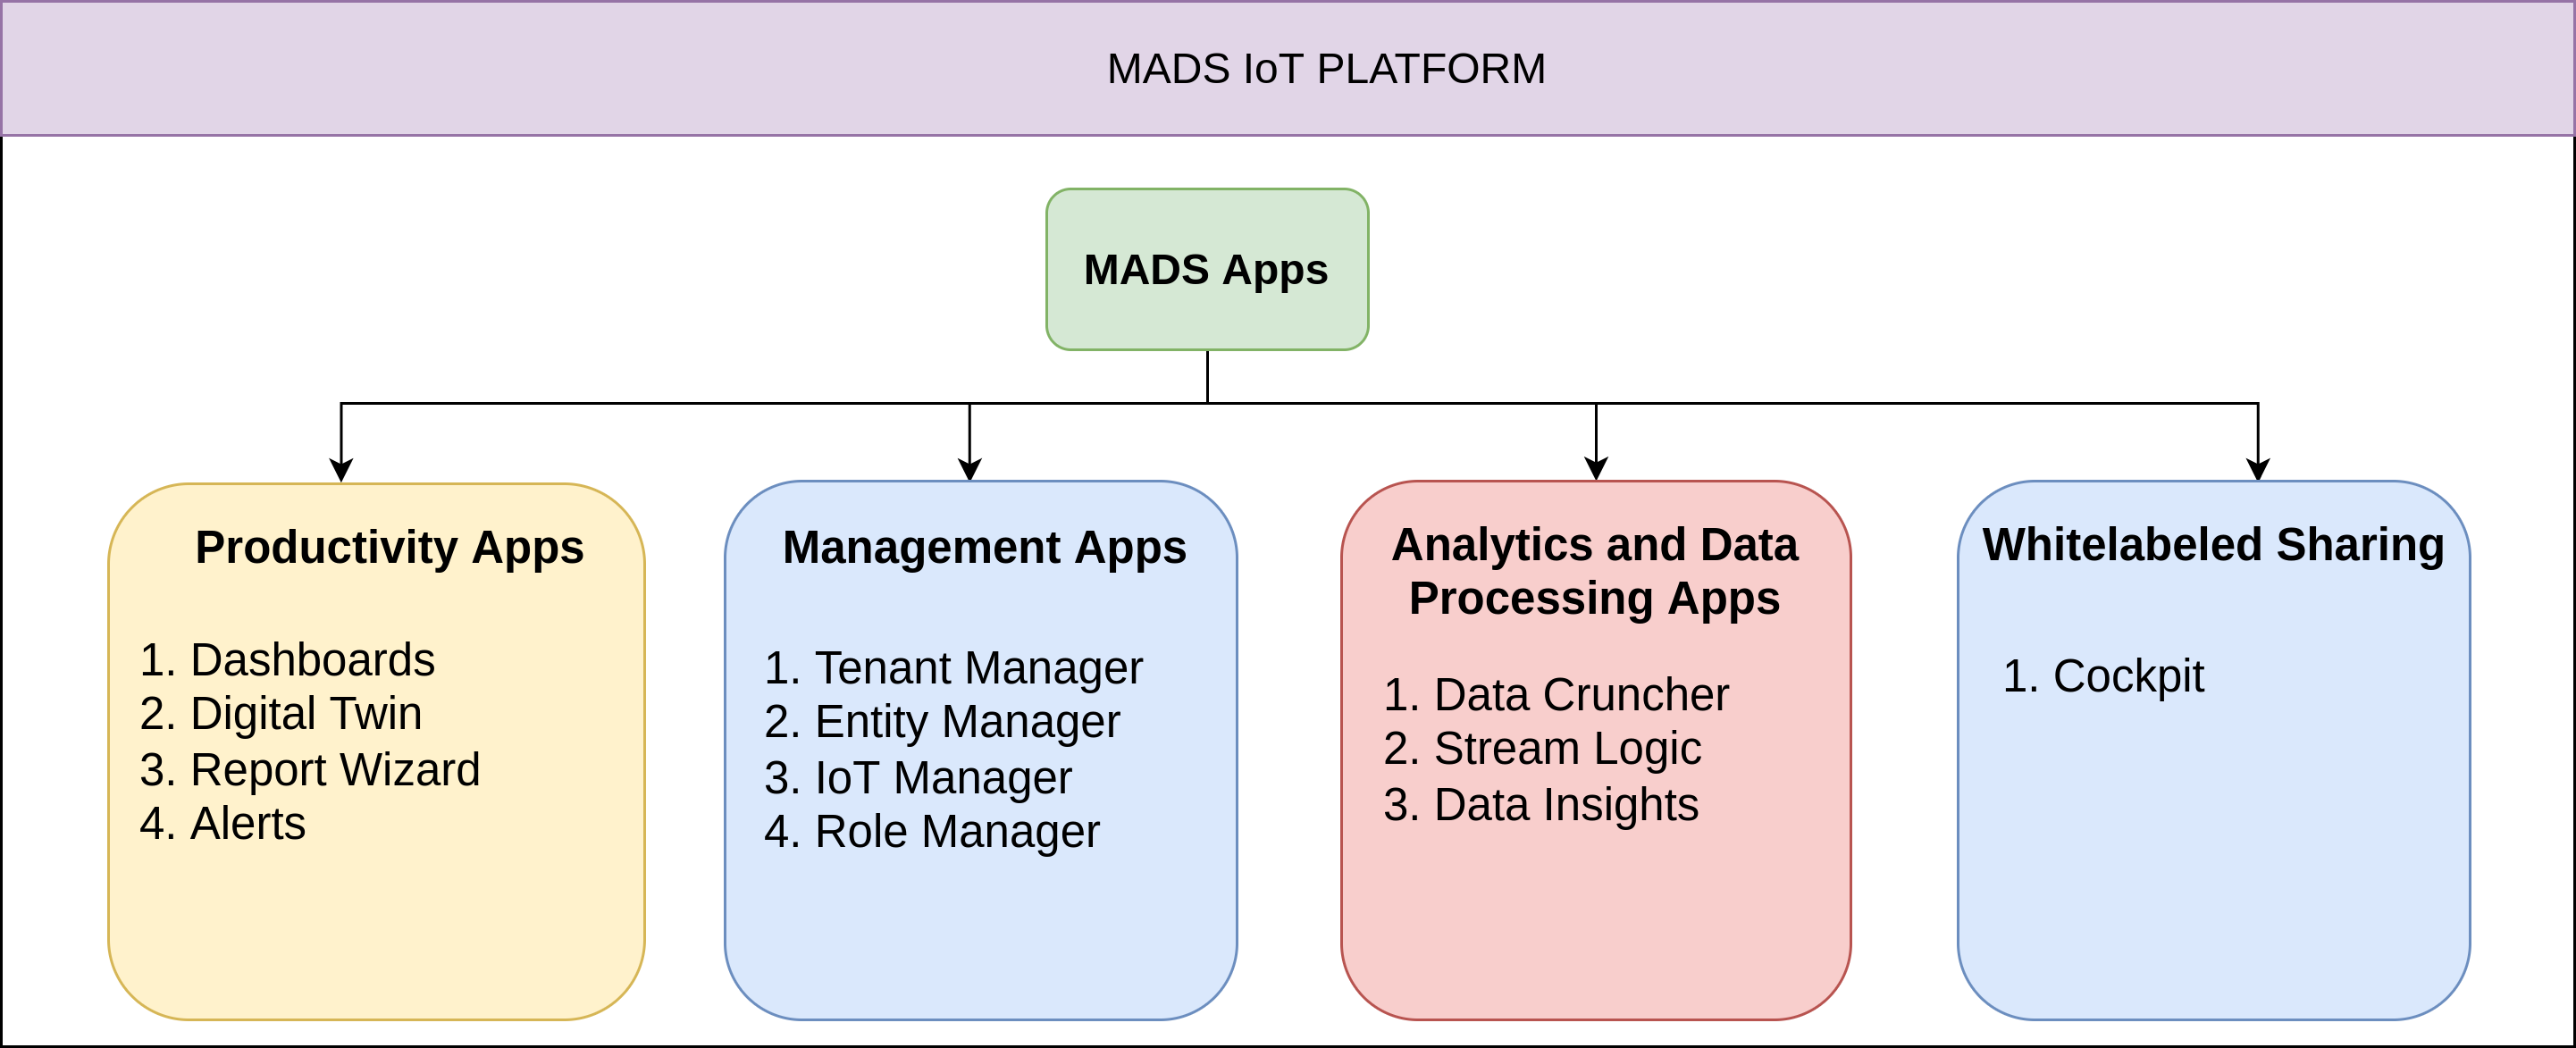 MADS IoT PLATFORM
MADS Apps
Productivity Apps
1. Dashboards
2. Digital Twin
3. Report Wizard
4. Alerts
Management Apps
1. Tenant Manager
2. Entity Manager
3. IoT Manager
4. Role Manager
Analytics and Data
Processing Apps
1. Data Cruncher
2. Stream Logic
3. Data Insights
Whitelabeled Sharing
1. Cockpit